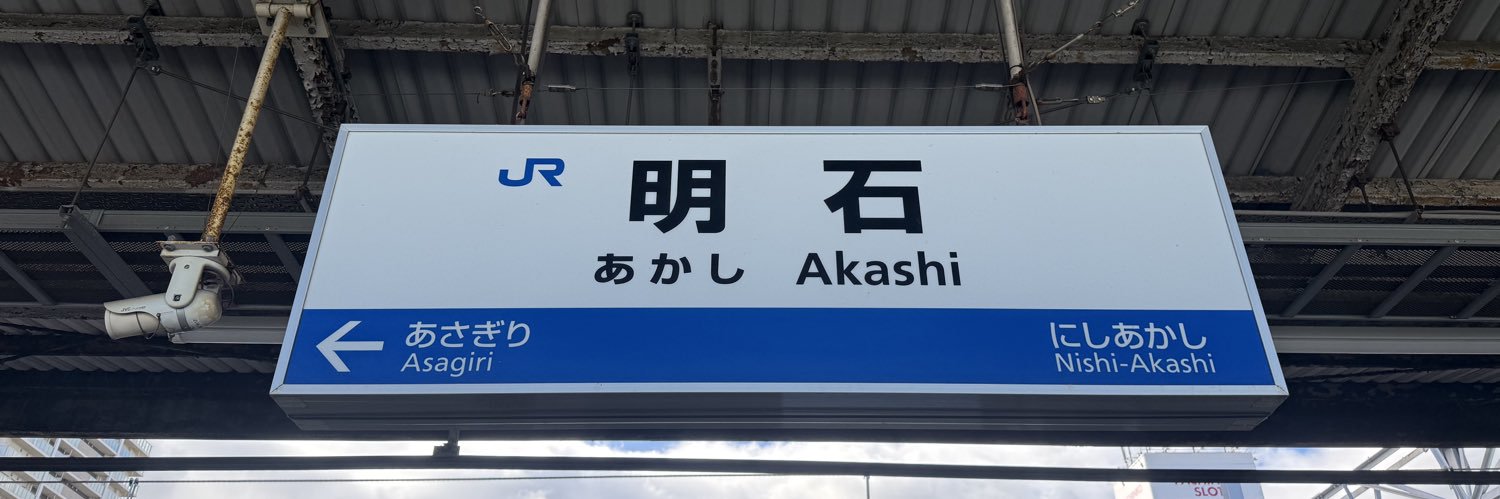 JR 明石
あかし Akashi
← あさぎり
Asagiri
にしあかし
Nishi-Akashi
SLOT